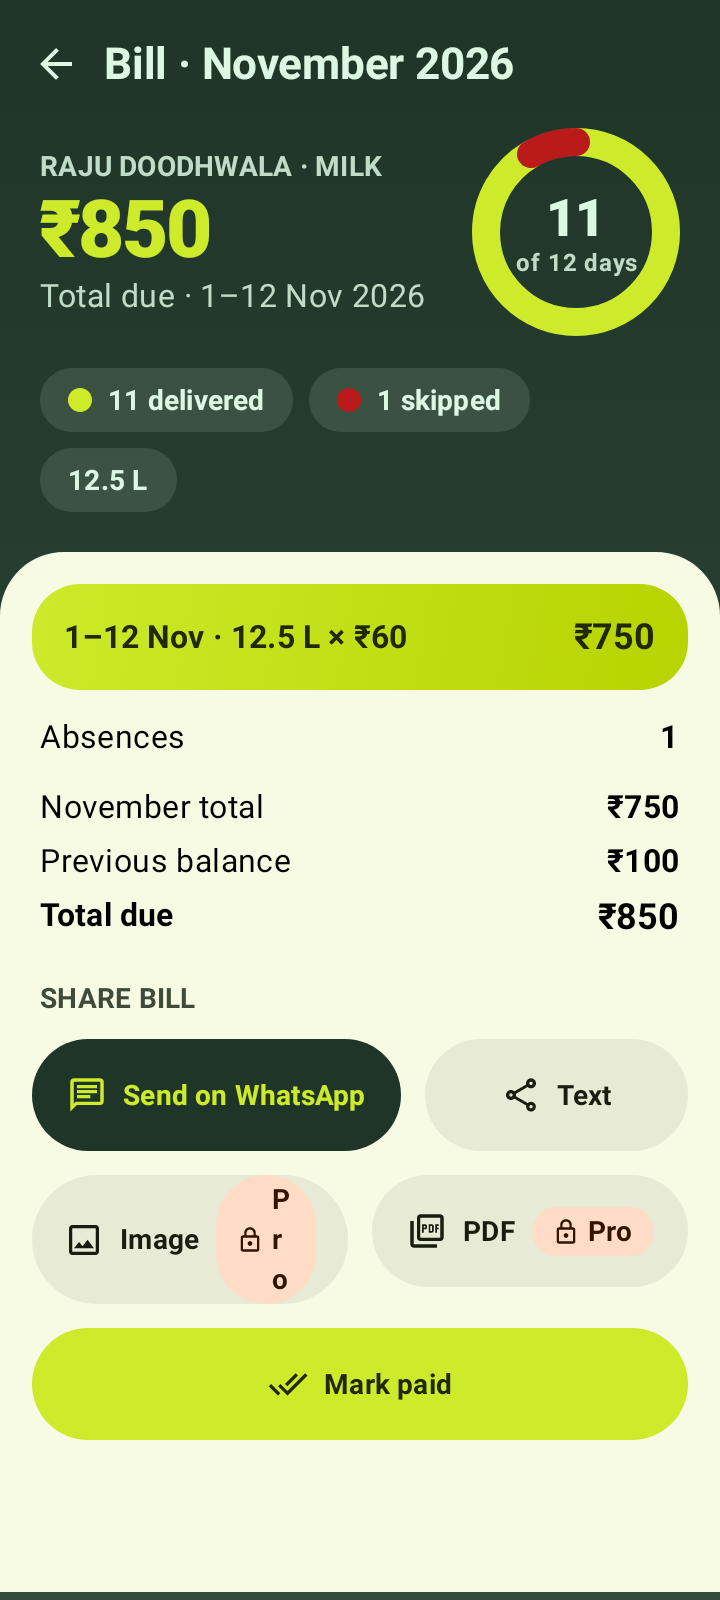 Bill · November 2026
RAJU DOODHWALA · MILK
₹850
Total due · 1–12 Nov 2026
11
of 12 days
11 delivered
1 skipped
12.5 L
1–12 Nov · 12.5 L × ₹60 ₹750
Absences 1
November total ₹750
Previous balance ₹100
Total due ₹850
SHARE BILL
Send on WhatsApp
Text
Image Pro
PDF Pro
Mark paid